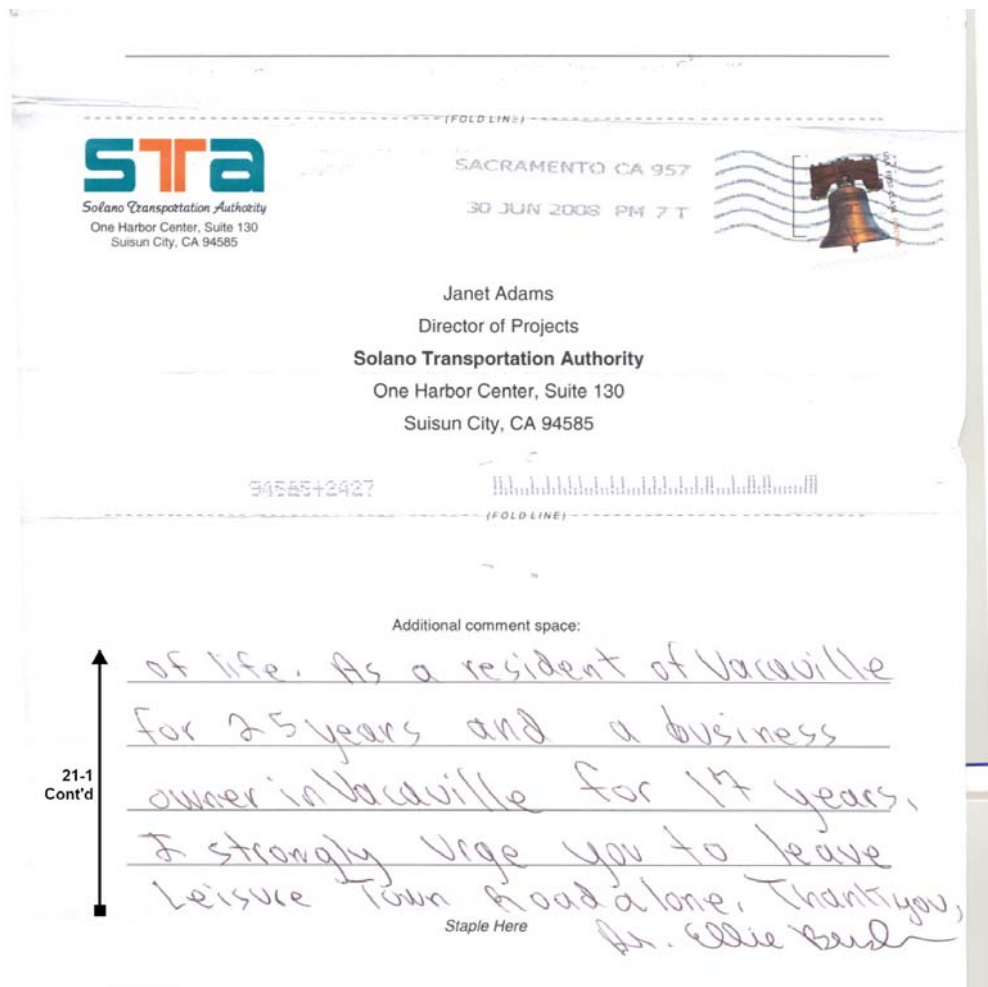 (FOLD LINE)
STA
Solano Transportation Authority
One Harbor Center, Suite 130
Suisun City, CA 94585
SACRAMENTO CA 957
30 JUN 2008 PM 7 T
Janet Adams
Director of Projects
Solano Transportation Authority
One Harbor Center, Suite 130
Suisun City, CA 94585
94585+2427
(FOLD LINE)
Additional comment space:
21-1
Cont'd
of life. As a resident of Vacaville
for 25 years and a business
owner in Vacaville for 17 years,
I strongly urge you to leave
Leisure Town Road alone. Thank you,
Staple Here
Dr. Ellie